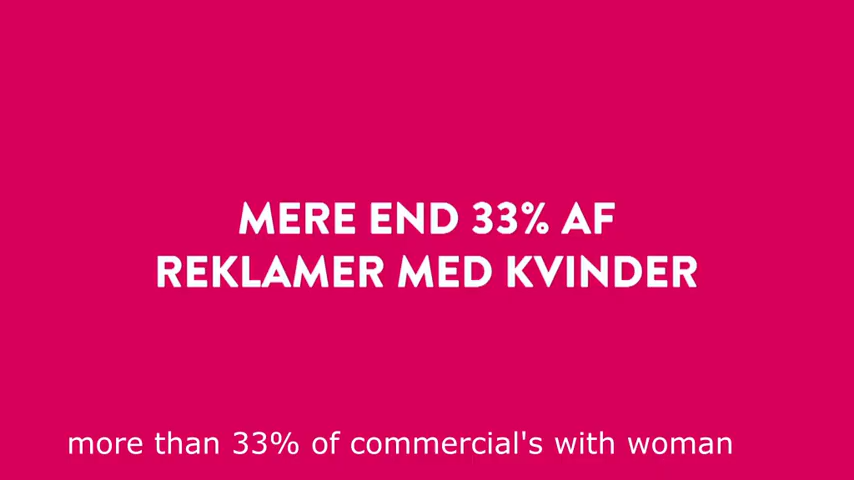 MERE END 33% AF
REKLAMER MED KVINDER
more than 33% of commercial's with woman